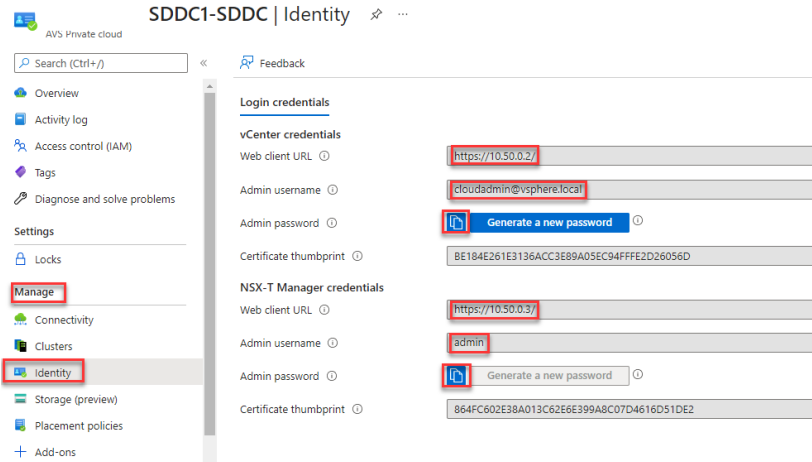 SDDC1-SDDC | Identity
AVS Private cloud
Search (Ctrl+/)
Overview
Activity log
Access control (IAM)
Tags
Diagnose and solve problems
Settings
Locks
Manage
Connectivity
Clusters
Identity
Storage (preview)
Placement policies
Add-ons
Feedback
Login credentials
vCenter credentials
Web client URL https://10.50.0.2/
Admin username cloudadmin@vsphere.local
Admin password Generate a new password
Certificate thumbprint BE184E261E3136ACC3E89A05EC94FFFE2D26056D
NSX-T Manager credentials
Web client URL https://10.50.0.3/
Admin username admin
Admin password Generate a new password
Certificate thumbprint 864FC602E38A013C62E6E399A8C07D4616D51DE2